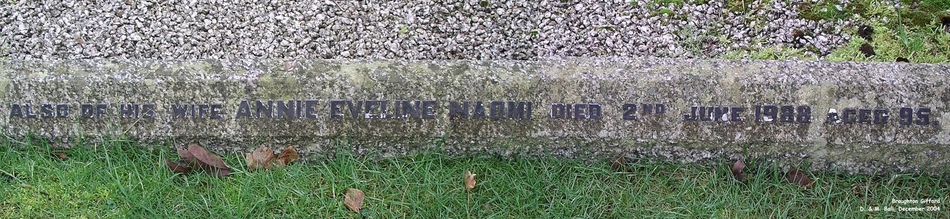 ALSO OF HIS WIFE ANNIE EVELINE NAOMI DIED 2ND JUNE 1988 AGED 95.
Broughton Gifford
D. & M. Ball, December 2004